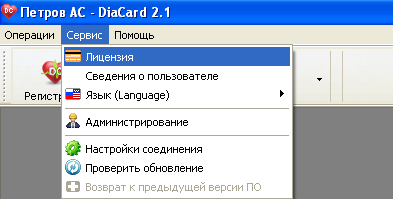 Петров АС - DiaCard 2.1
Операции Сервис Помощь
Регистр
Лицензия
Сведения о пользователе
Язык (Language)
Администрирование
Настройки соединения
Проверить обновление
Возврат к предыдущей версии ПО